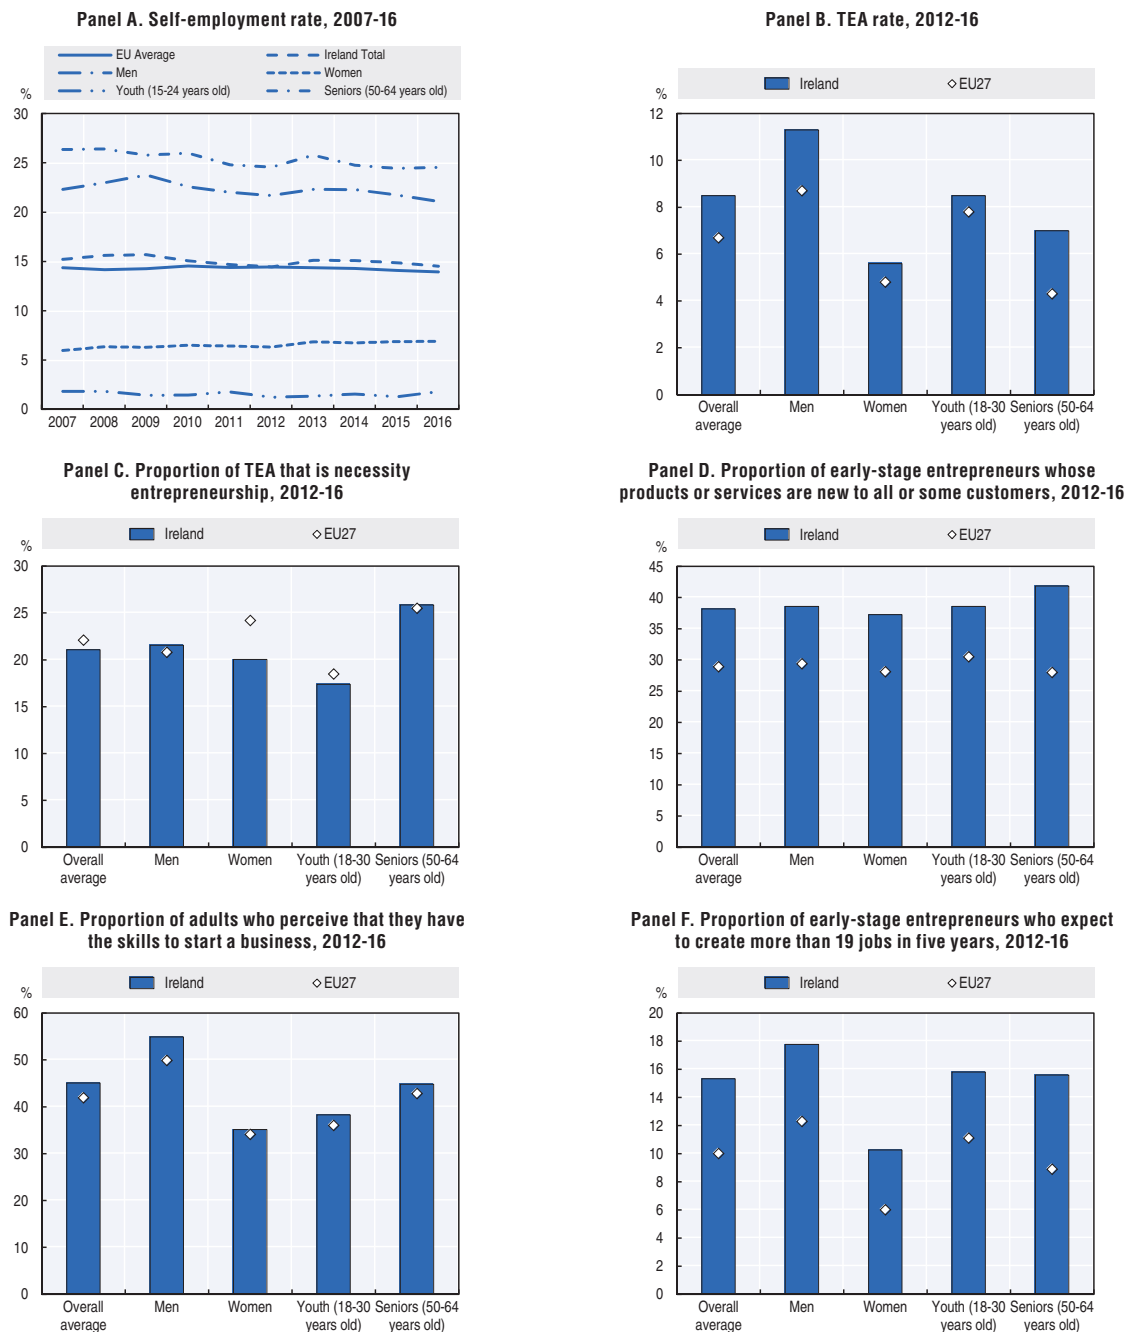 Panel A. Self-employment rate, 2007-16
EU Average
Ireland Total
Men
Women
Youth (15-24 years old)
Seniors (50-64 years old)
%
30
25
20
15
10
5
0
2007 2008 2009 2010 2011 2012 2013 2014 2015 2016
Panel B. TEA rate, 2012-16
Ireland
EU27
%
12
10
8
6
4
2
0
Overall average
Men
Women
Youth (18-30 years old)
Seniors (50-64 years old)
Panel C. Proportion of TEA that is necessity
entrepreneurship, 2012-16
Ireland
EU27
%
30
25
20
15
10
5
0
Overall average
Men
Women
Youth (18-30 years old)
Seniors (50-64 years old)
Panel D. Proportion of early-stage entrepreneurs whose
products or services are new to all or some customers, 2012-16
Ireland
EU27
%
45
40
35
30
25
20
15
10
5
0
Overall average
Men
Women
Youth (18-30 years old)
Seniors (50-64 years old)
Panel E. Proportion of adults who perceive that they have
the skills to start a business, 2012-16
Ireland
EU27
%
60
50
40
30
20
10
0
Overall average
Men
Women
Youth (18-30 years old)
Seniors (50-64 years old)
Panel F. Proportion of early-stage entrepreneurs who expect
to create more than 19 jobs in five years, 2012-16
Ireland
EU27
%
20
18
16
14
12
10
8
6
4
2
0
Overall average
Men
Women
Youth (18-30 years old)
Seniors (50-64 years old)